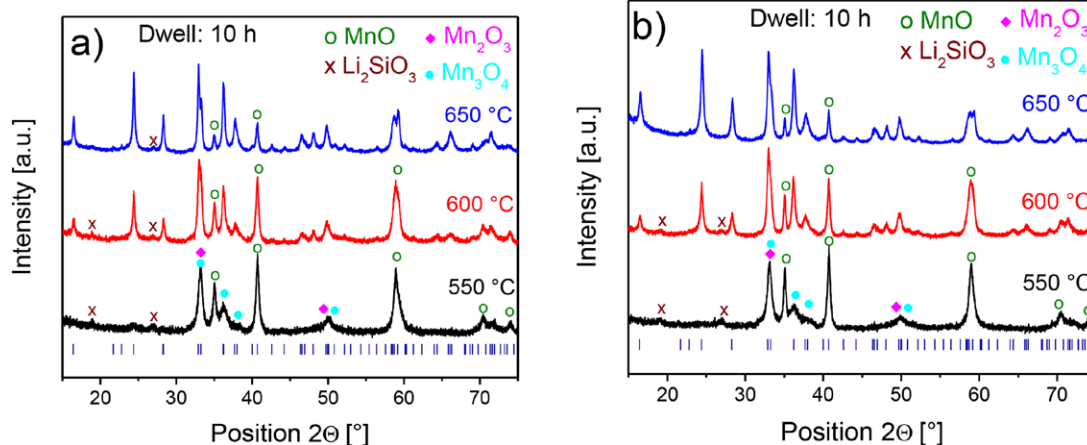 a)
Dwell: 10 h
o MnO
◆ Mn2O3
x Li2SiO3
● Mn3O4
650 °C
o
o
x
o
600 °C
o
o
x
x
o
550 °C
o
o
x
x
o
o
Intensity [a.u.]
20 30 40 50 60 70
Position 2Θ [°]
b)
Dwell: 10 h
o MnO
◆ Mn2O3
x Li2SiO3
● Mn3O4
650 °C
o
o
o
600 °C
o
o
x
x
o
550 °C
o
o
x
x
o
Intensity [a.u.]
20 30 40 50 60 70
Position 2Θ [°]